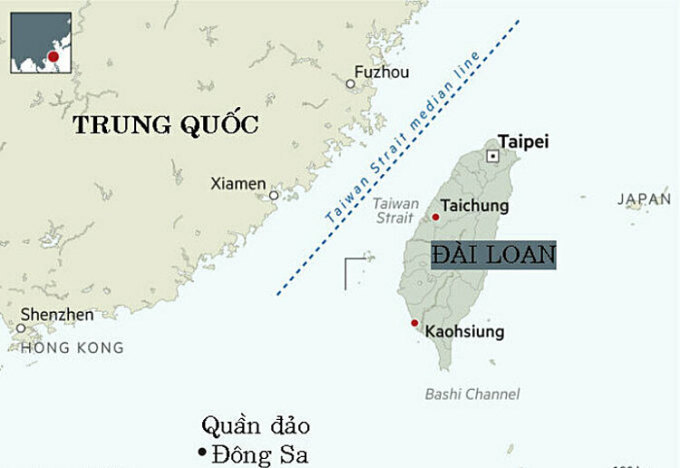 Fuzhou
TRUNG QUỐC
Taiwan Strait median line
Taipei
Xiamen
Taiwan
Strait
Taichung
JAPAN
ĐÀI LOAN
Shenzhen
HONG KONG
Kaohsiung
Bashi Channel
Quần đảo
Đông Sa